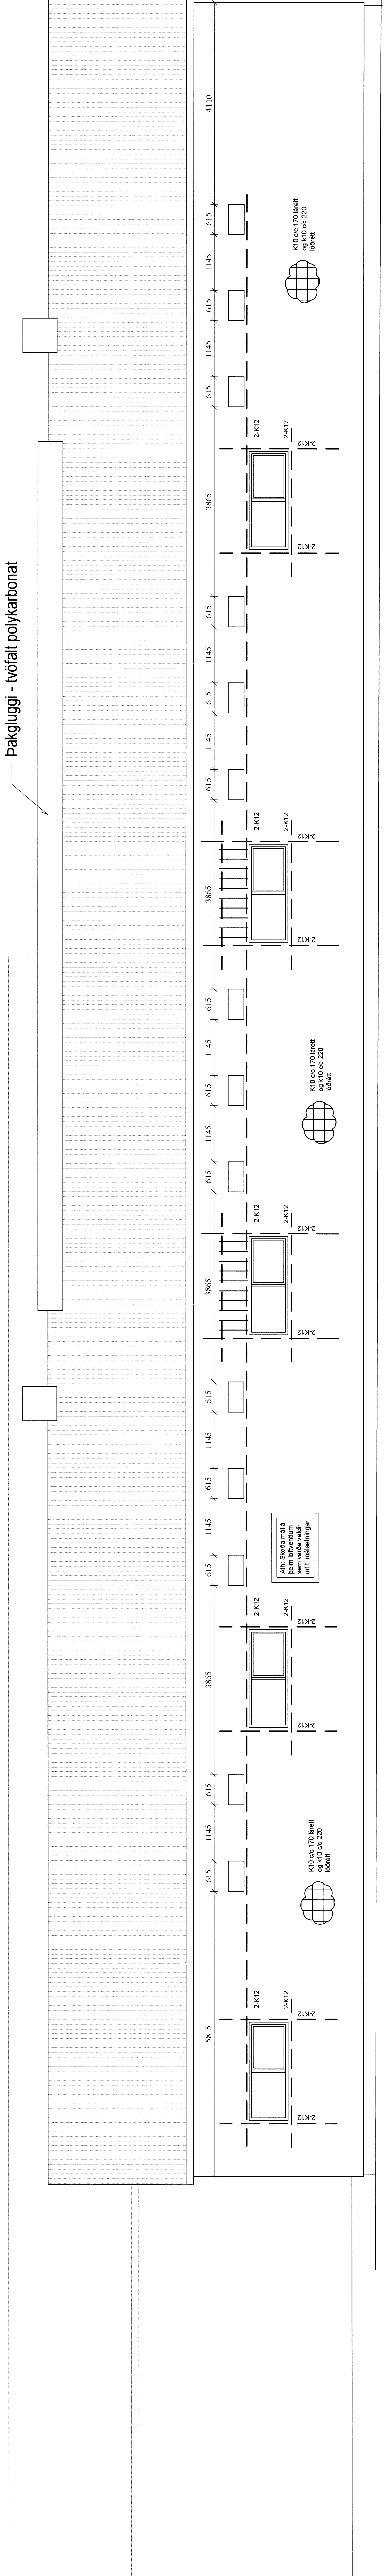 Þakgluggi - tvöfalt polykarbonat
5815
615
1145
615
3865
615
1145
615
1145
615
3865
615
1145
615
1145
615
3865
615
1145
615
1145
615
3865
615
1145
615
1145
615
4110
2-K12
2-K12
2-K12
2-K12
K10 c/c 170 lárétt
og k10 c/c 220
lóðrétt
2-K12
2-K12
2-K12
2-K12
Ath: Skoða mál á
þeim loftventlum
sem verða valdir
m.t.t. málsetningar
2-K12
2-K12
2-K12
2-K12
K10 c/c 170 lárétt
og k10 c/c 220
lóðrétt
2-K12
2-K12
2-K12
2-K12
2-K12
2-K12
2-K12
2-K12
K10 c/c 170 lárétt
og k10 c/c 220
lóðrétt